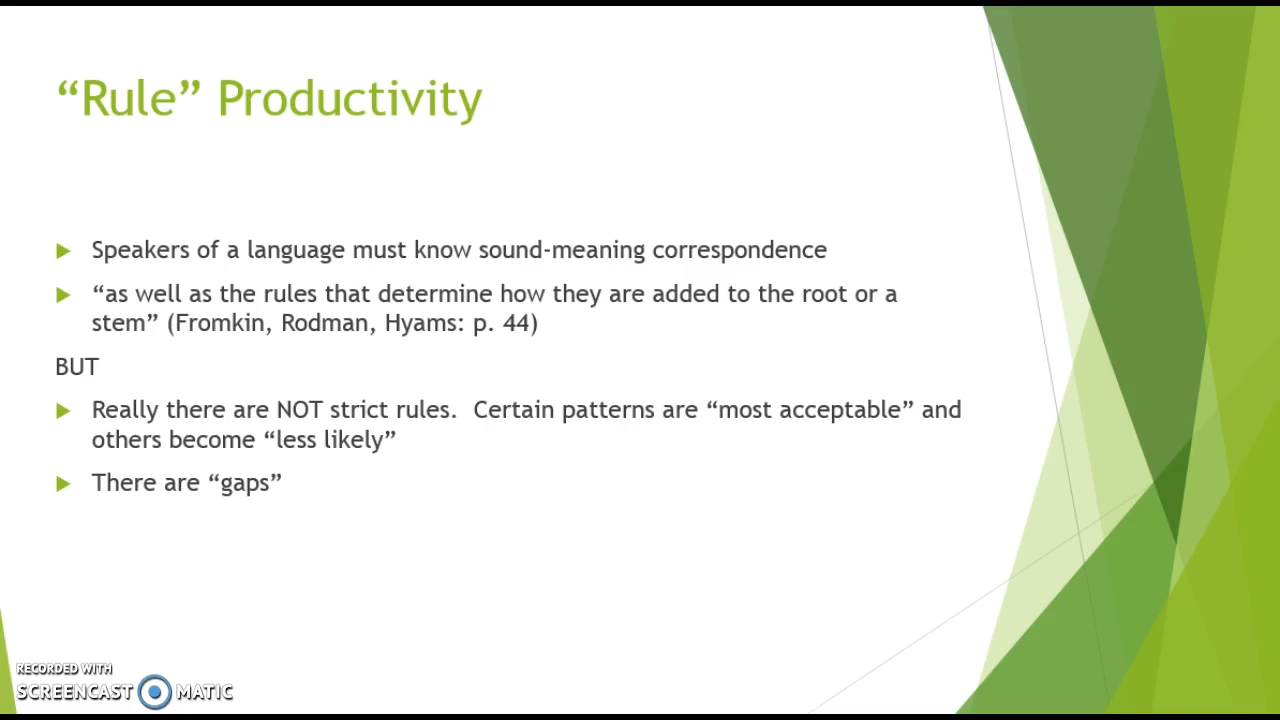 “Rule” Productivity
Speakers of a language must know sound-meaning correspondence
“as well as the rules that determine how they are added to the root or a
stem” (Fromkin, Rodman, Hyams: p. 44)
BUT
Really there are NOT strict rules.  Certain patterns are “most acceptable” and
others become “less likely”
There are “gaps”
RECORDED WITH
SCREENCAST MATIC